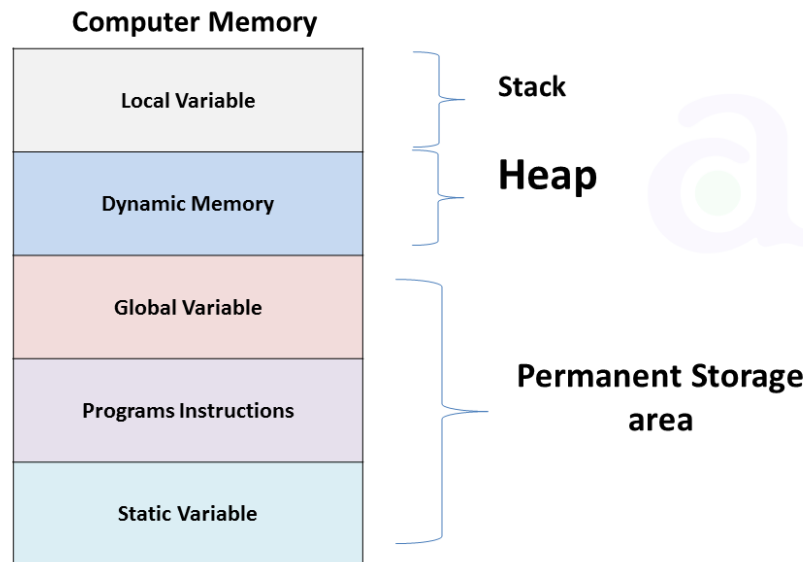 Computer Memory
Local Variable
Stack
Dynamic Memory
Heap
Global Variable
Programs Instructions
Permanent Storage
area
Static Variable